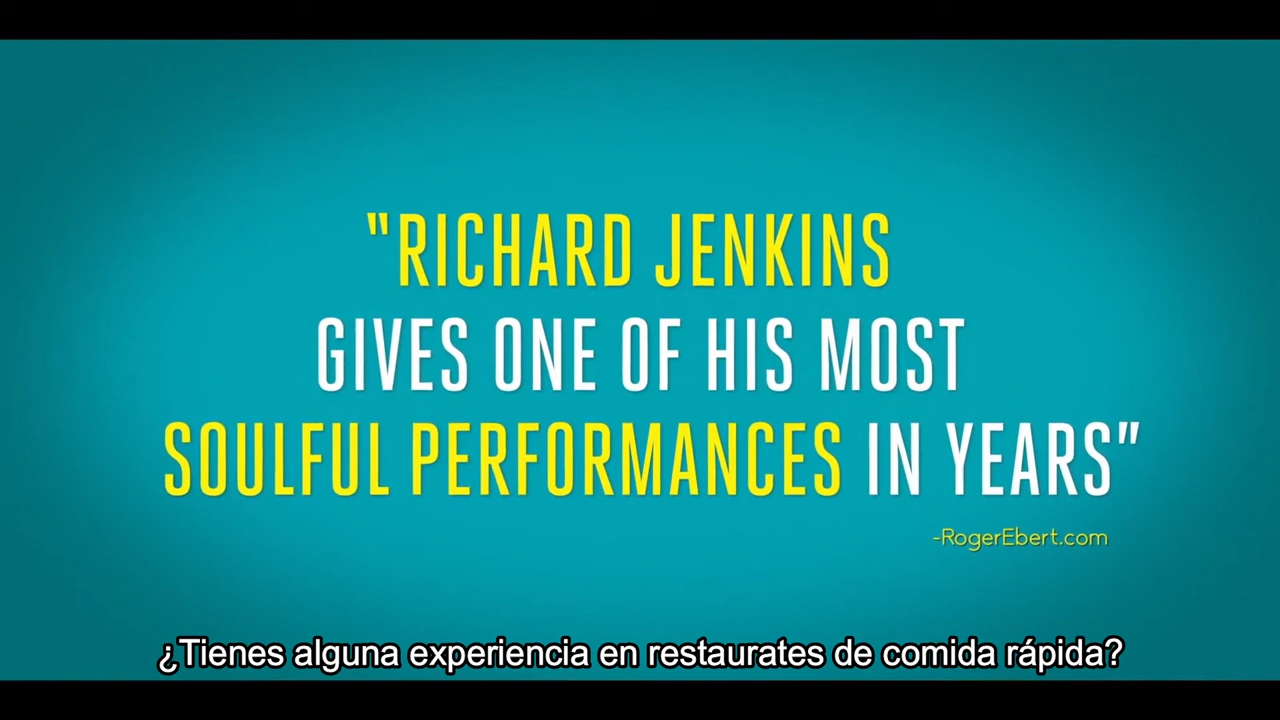 "RICHARD JENKINS
GIVES ONE OF HIS MOST
SOULFUL PERFORMANCES IN YEARS"
-RogerEbert.com
¿Tienes alguna experiencia en restaurates de comida rápida?